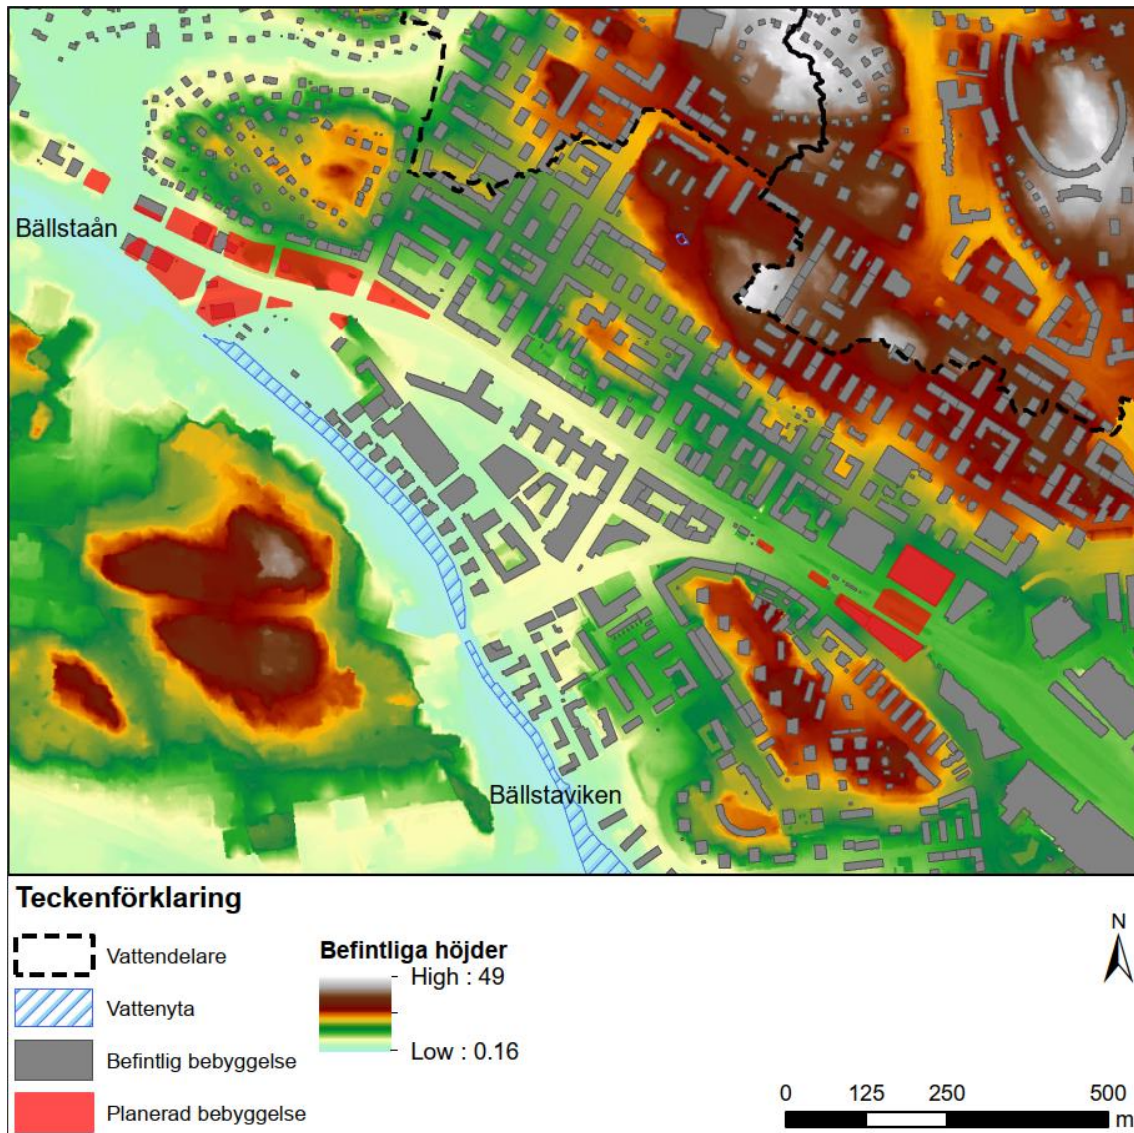 Bällstaån
Bällstaviken
Teckenförklaring
Vattendelare
Vattenyta
Befintlig bebyggelse
Planerad bebyggelse
Befintliga höjder
High : 49
Low : 0.16
N
0 125 250 500
m